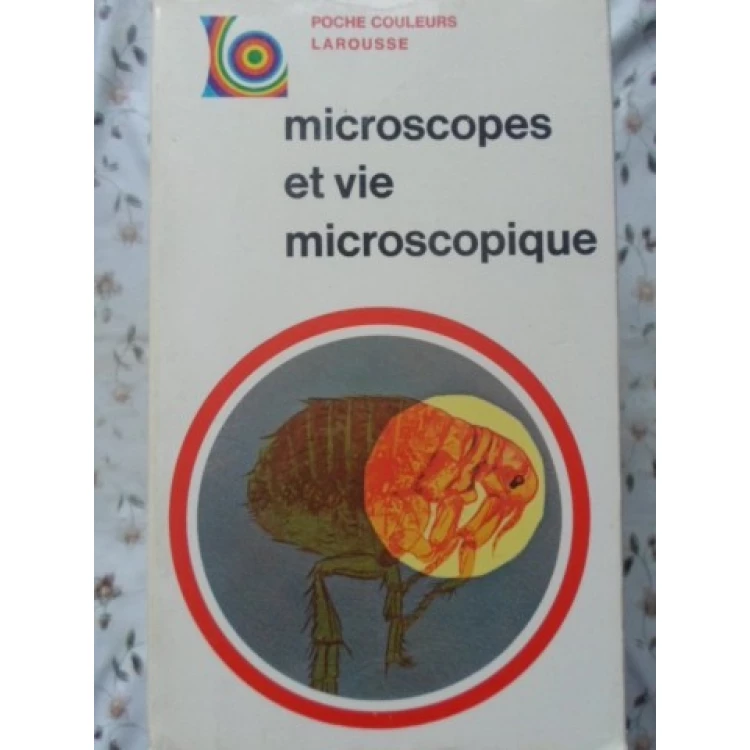 POCHE COULEURS
LAROUSSE
microscopes
et vie
microscopique